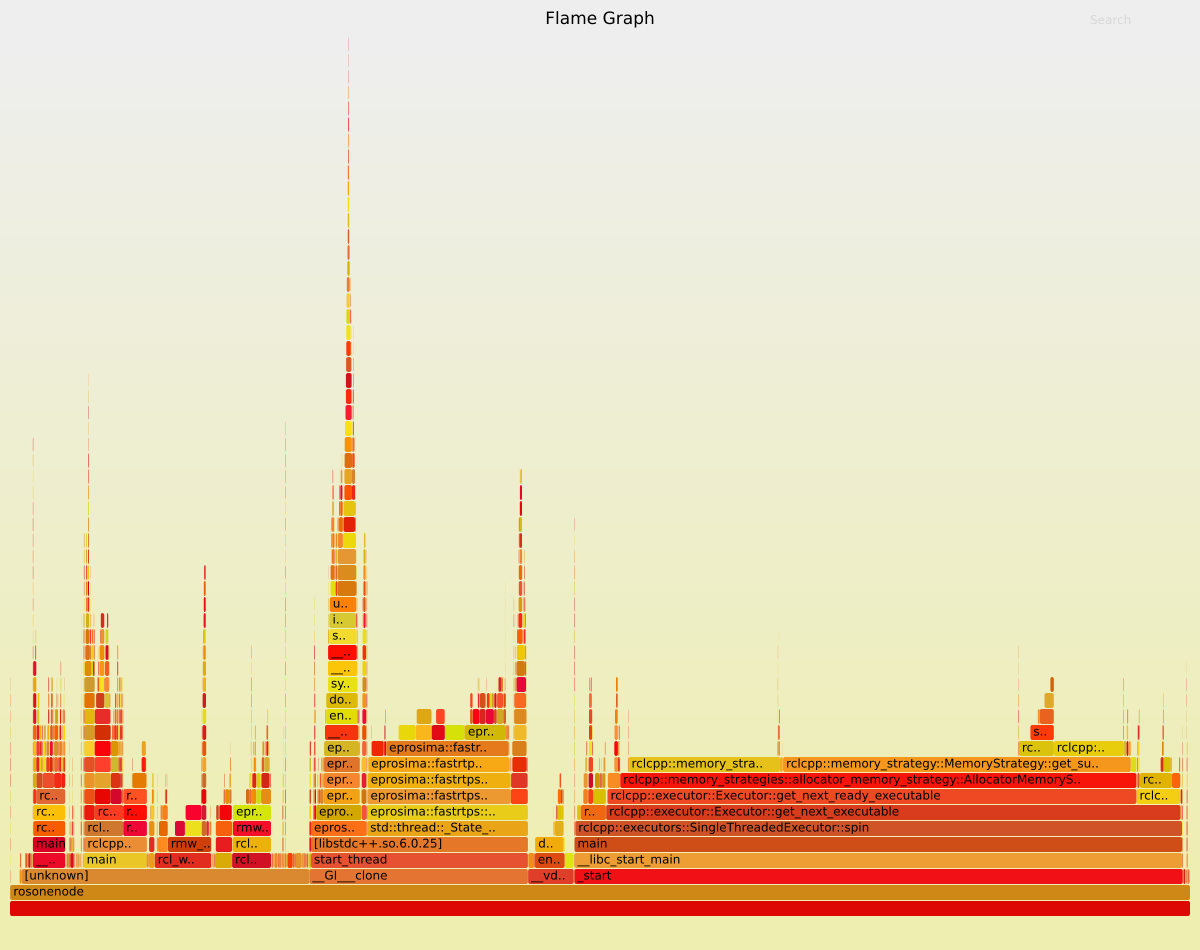 Flame Graph
Search
s..
__..
epr..
en..
do..
sy..
__..
__..
s..
i..
u..
rc.. rclcpp:..
ep.. eprosima::fastr..
epr.. eprosima::fastrtp.. rclcpp::memory_stra.. rclcpp::memory_strategy::MemoryStrategy::get_su..
epr.. eprosima::fastrtps.. rclcpp::memory_strategies::allocator_memory_strategy::AllocatorMemoryS.. rc..
rc.. r.. epr.. eprosima::fastrtps.. rclcpp::executor::Executor::get_next_ready_executable rclc..
rc.. rc.. r.. epr.. epro.. eprosima::fastrtps::.. r.. rclcpp::executor::Executor::get_next_executable
rc.. rcl.. r.. rmw.. epros.. std::thread::_State_.. rclcpp::executors::SingleThreadedExecutor::spin
main rclcpp.. rmw_.. rcl.. [libstdc++.so.6.0.25] d.. main
__.. main rcl_w.. rcl.. start_thread en.. __libc_start_main
[unknown] __GI___clone __vd.. _start
rosonenode